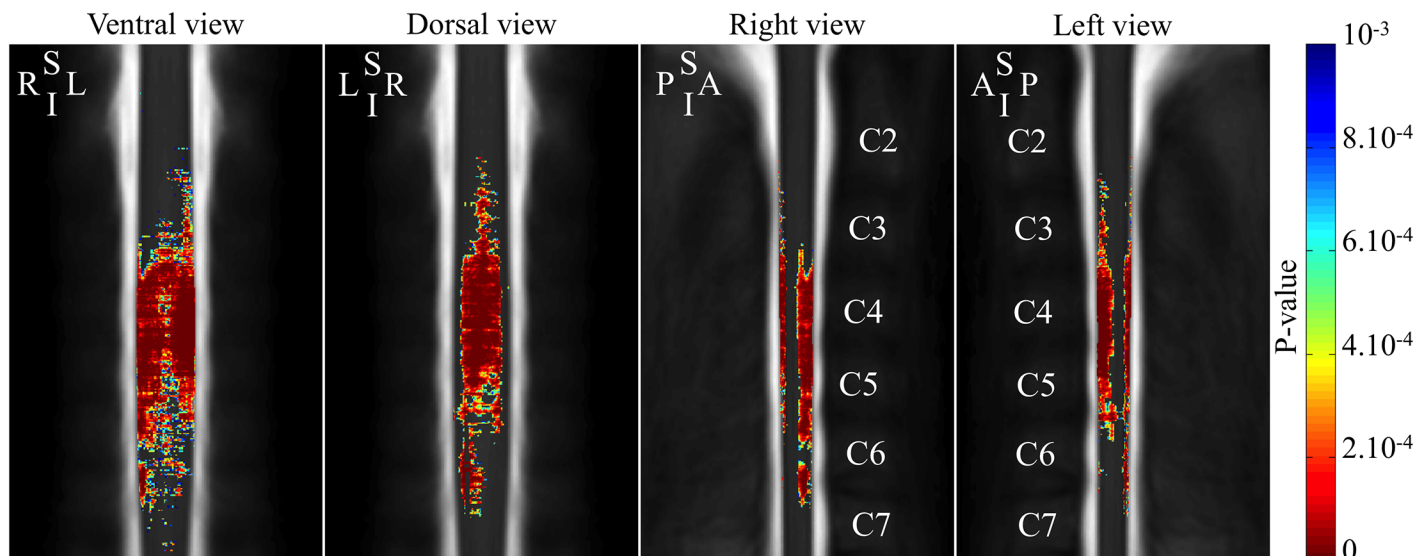 Ventral view
Dorsal view
Right view
Left view
S
R L
I
S
L R
I
S
P A
I
S
A P
I
C2
C3
C4
C5
C6
C7
C2
C3
C4
C5
C6
C7
10⁻³
8.10⁻⁴
6.10⁻⁴
4.10⁻⁴
2.10⁻⁴
0
P-value